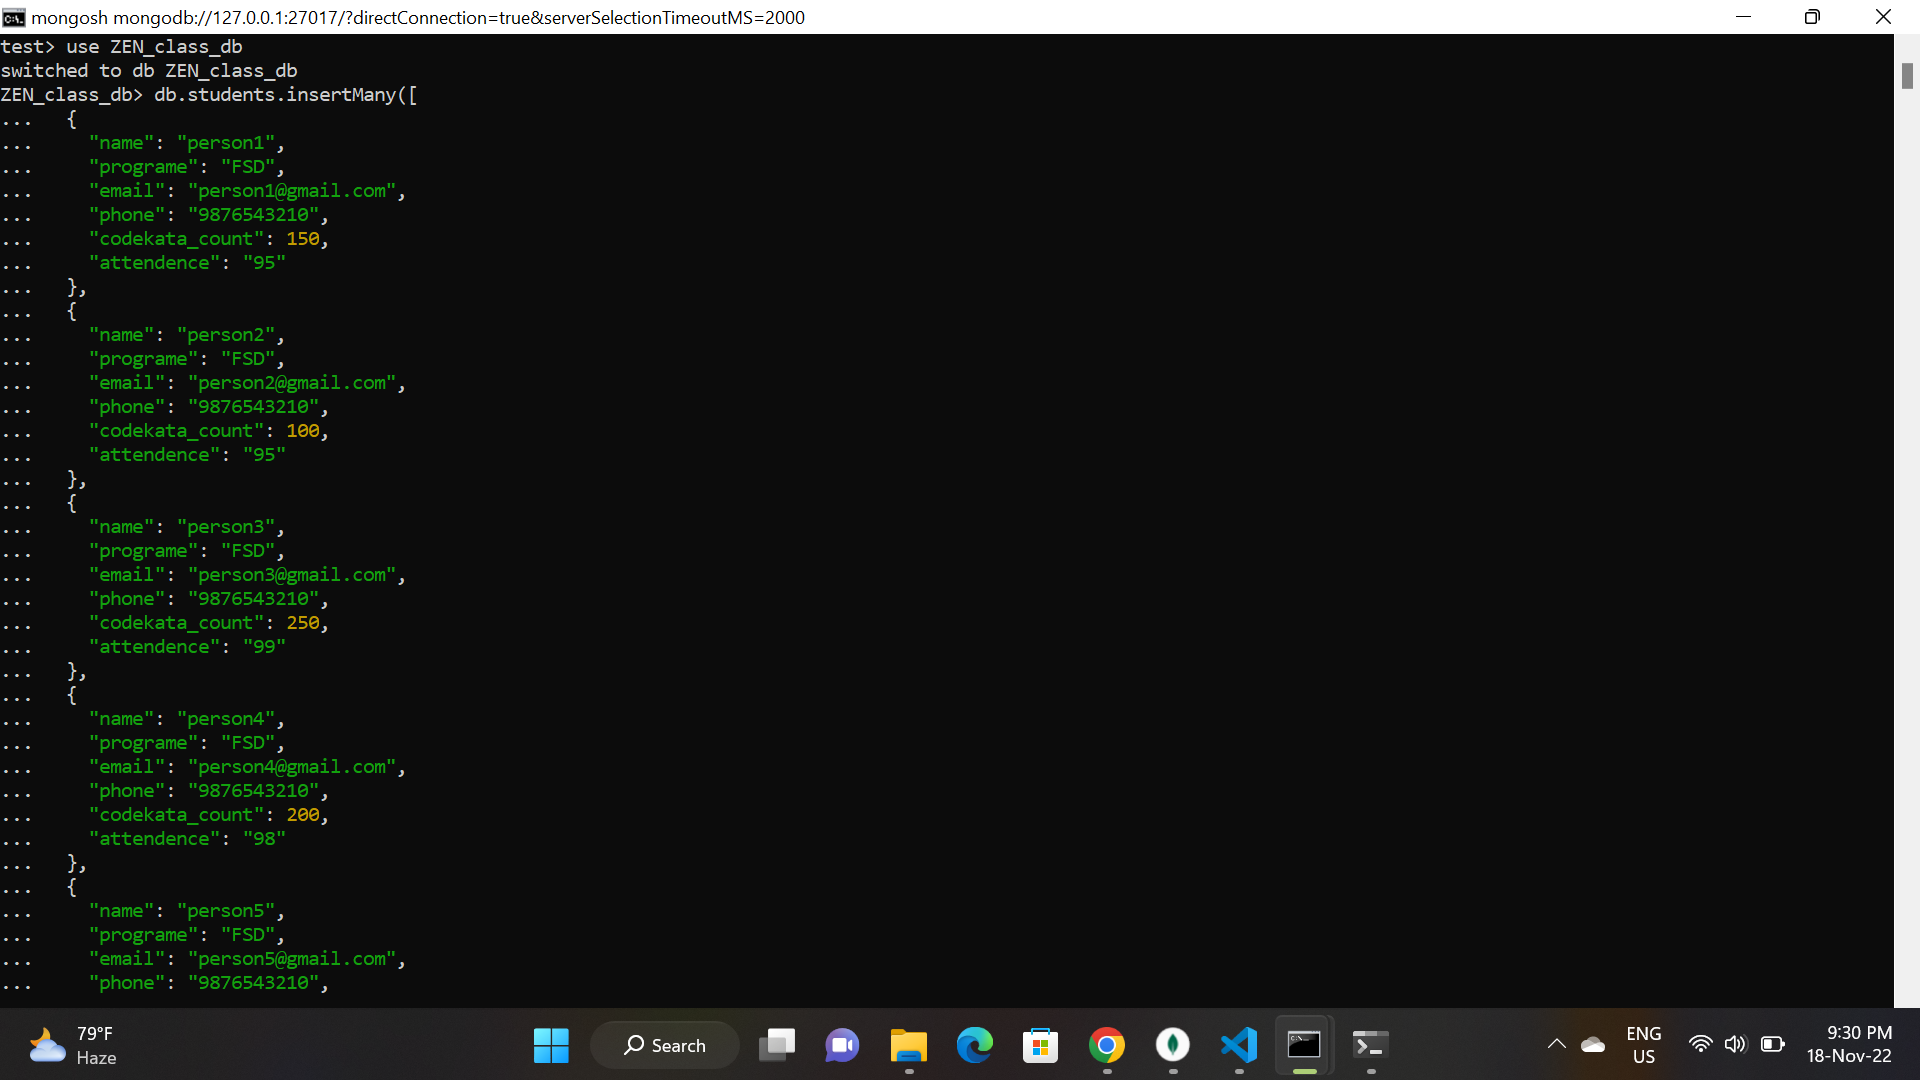 mongosh mongodb://127.0.0.1:27017/?directConnection=true&serverSelectionTimeoutMS=2000
test> use ZEN_class_db
switched to db ZEN_class_db
ZEN_class_db> db.students.insertMany([
...   {
...     "name": "person1",
...     "programe": "FSD",
...     "email": "person1@gmail.com",
...     "phone": "9876543210",
...     "codekata_count": 150,
...     "attendence": "95"
...   },
...   {
...     "name": "person2",
...     "programe": "FSD",
...     "email": "person2@gmail.com",
...     "phone": "9876543210",
...     "codekata_count": 100,
...     "attendence": "95"
...   },
...   {
...     "name": "person3",
...     "programe": "FSD",
...     "email": "person3@gmail.com",
...     "phone": "9876543210",
...     "codekata_count": 250,
...     "attendence": "99"
...   },
...   {
...     "name": "person4",
...     "programe": "FSD",
...     "email": "person4@gmail.com",
...     "phone": "9876543210",
...     "codekata_count": 200,
...     "attendence": "98"
...   },
...   {
...     "name": "person5",
...     "programe": "FSD",
...     "email": "person5@gmail.com",
...     "phone": "9876543210",
79°F
Haze
Search
ENG
US
9:30 PM
18-Nov-22